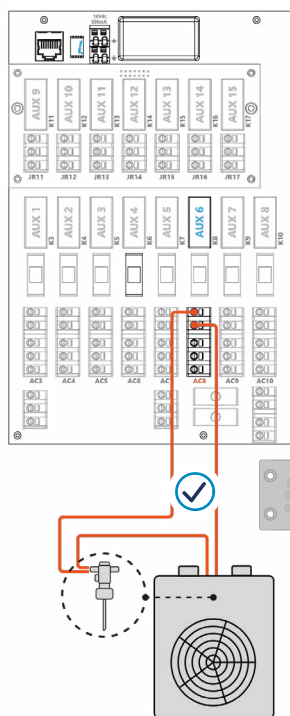 12Vdc
600mA
AUX 9
AUX 10
AUX 11
AUX 12
AUX 13
AUX 14
AUX 15
K11
K12
K13
K14
K15
K16
K17
JR11
JR12
JR13
JR14
JR15
JR16
JR17
AUX 1
AUX 2
AUX 3
AUX 4
AUX 5
AUX 6
AUX 7
AUX 8
K3
K4
K5
K6
K7
K8
K9
K10
AC3
AC4
AC5
AC6
AC8
AC9
AC10